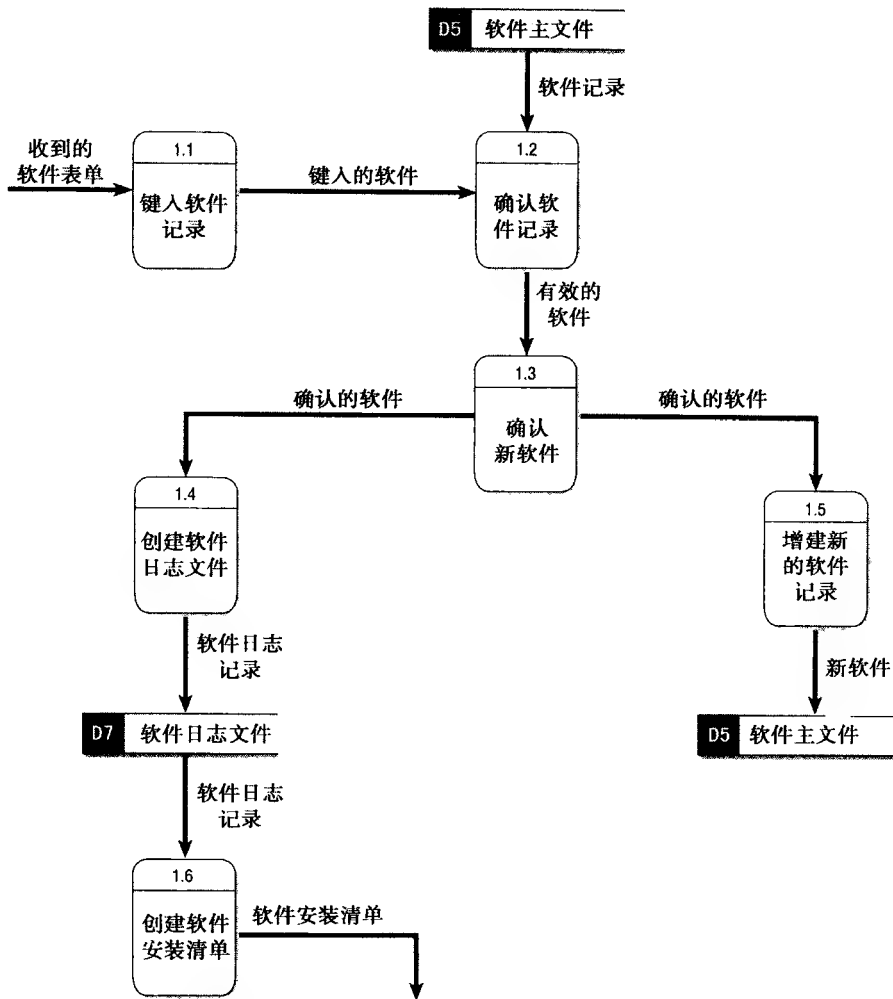 D5 软件主文件
软件记录
收到的
软件表单
1.1
键入软件
记录
键入的软件
1.2
确认软
件记录
有效的
软件
1.3
确认
新软件
确认的软件
确认的软件
1.4
创建软件
日志文件
1.5
增建新
的软件
记录
软件日志
记录
新软件
D7 软件日志文件
D5 软件主文件
软件日志
记录
1.6
创建软件
安装清单
软件安装清单